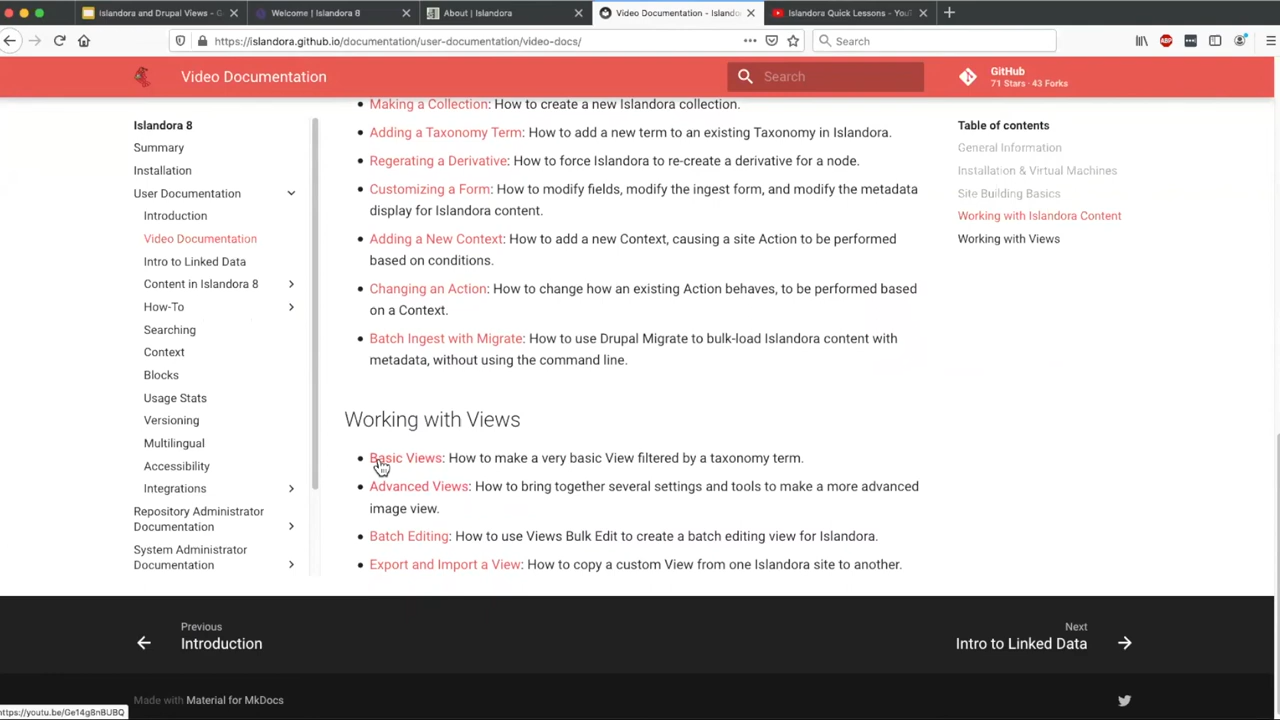 Islandora and Drupal Views - G
Welcome | Islandora 8
About | Islandora
Video Documentation - Islando
Islandora Quick Lessons - You
https://islandora.github.io/documentation/user-documentation/video-docs/
Search
ABP
Video Documentation
Search
GitHub
71 Stars · 43 Forks
Islandora 8
Summary
Installation
User Documentation
Introduction
Video Documentation
Intro to Linked Data
Content in Islandora 8
How-To
Searching
Context
Blocks
Usage Stats
Versioning
Multilingual
Accessibility
Integrations
Repository Administrator
Documentation
System Administrator
Documentation
Making a Collection: How to create a new Islandora collection.
Adding a Taxonomy Term: How to add a new term to an existing Taxonomy in Islandora.
Regerating a Derivative: How to force Islandora to re-create a derivative for a node.
Customizing a Form: How to modify fields, modify the ingest form, and modify the metadata
display for Islandora content.
Adding a New Context: How to add a new Context, causing a site Action to be performed
based on conditions.
Changing an Action: How to change how an existing Action behaves, to be performed based
on a Context.
Batch Ingest with Migrate: How to use Drupal Migrate to bulk-load Islandora content with
metadata, without using the command line.
Working with Views
Basic Views: How to make a very basic View filtered by a taxonomy term.
Advanced Views: How to bring together several settings and tools to make a more advanced
image view.
Batch Editing: How to use Views Bulk Edit to create a batch editing view for Islandora.
Export and Import a View: How to copy a custom View from one Islandora site to another.
Table of contents
General Information
Installation & Virtual Machines
Site Building Basics
Working with Islandora Content
Working with Views
Previous
Introduction
Next
Intro to Linked Data
Made with Material for MkDocs
https://youtu.be/Ge14g8nBUBQ